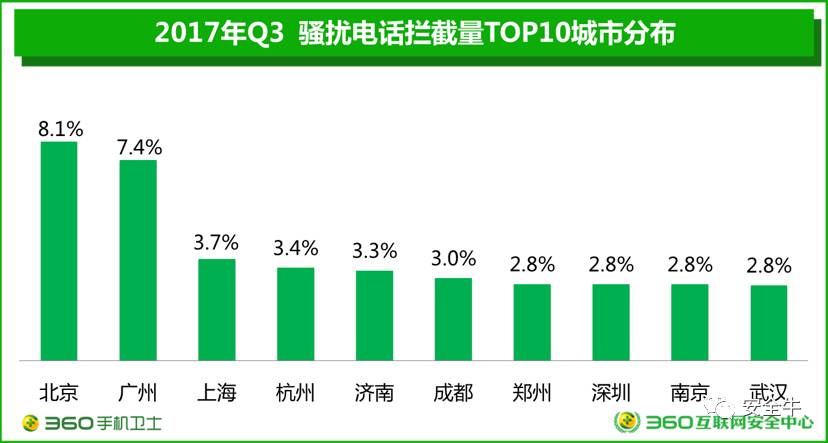 2017年Q3 骚扰电话拦截量TOP10城市分布
8.1%
7.4%
3.7%
3.4%
3.3%
3.0%
2.8%
2.8%
2.8%
2.8%
北京 广州 上海 杭州 济南 成都 郑州 深圳 南京 武汉
360手机卫士
360互联网安全中心
安全牛